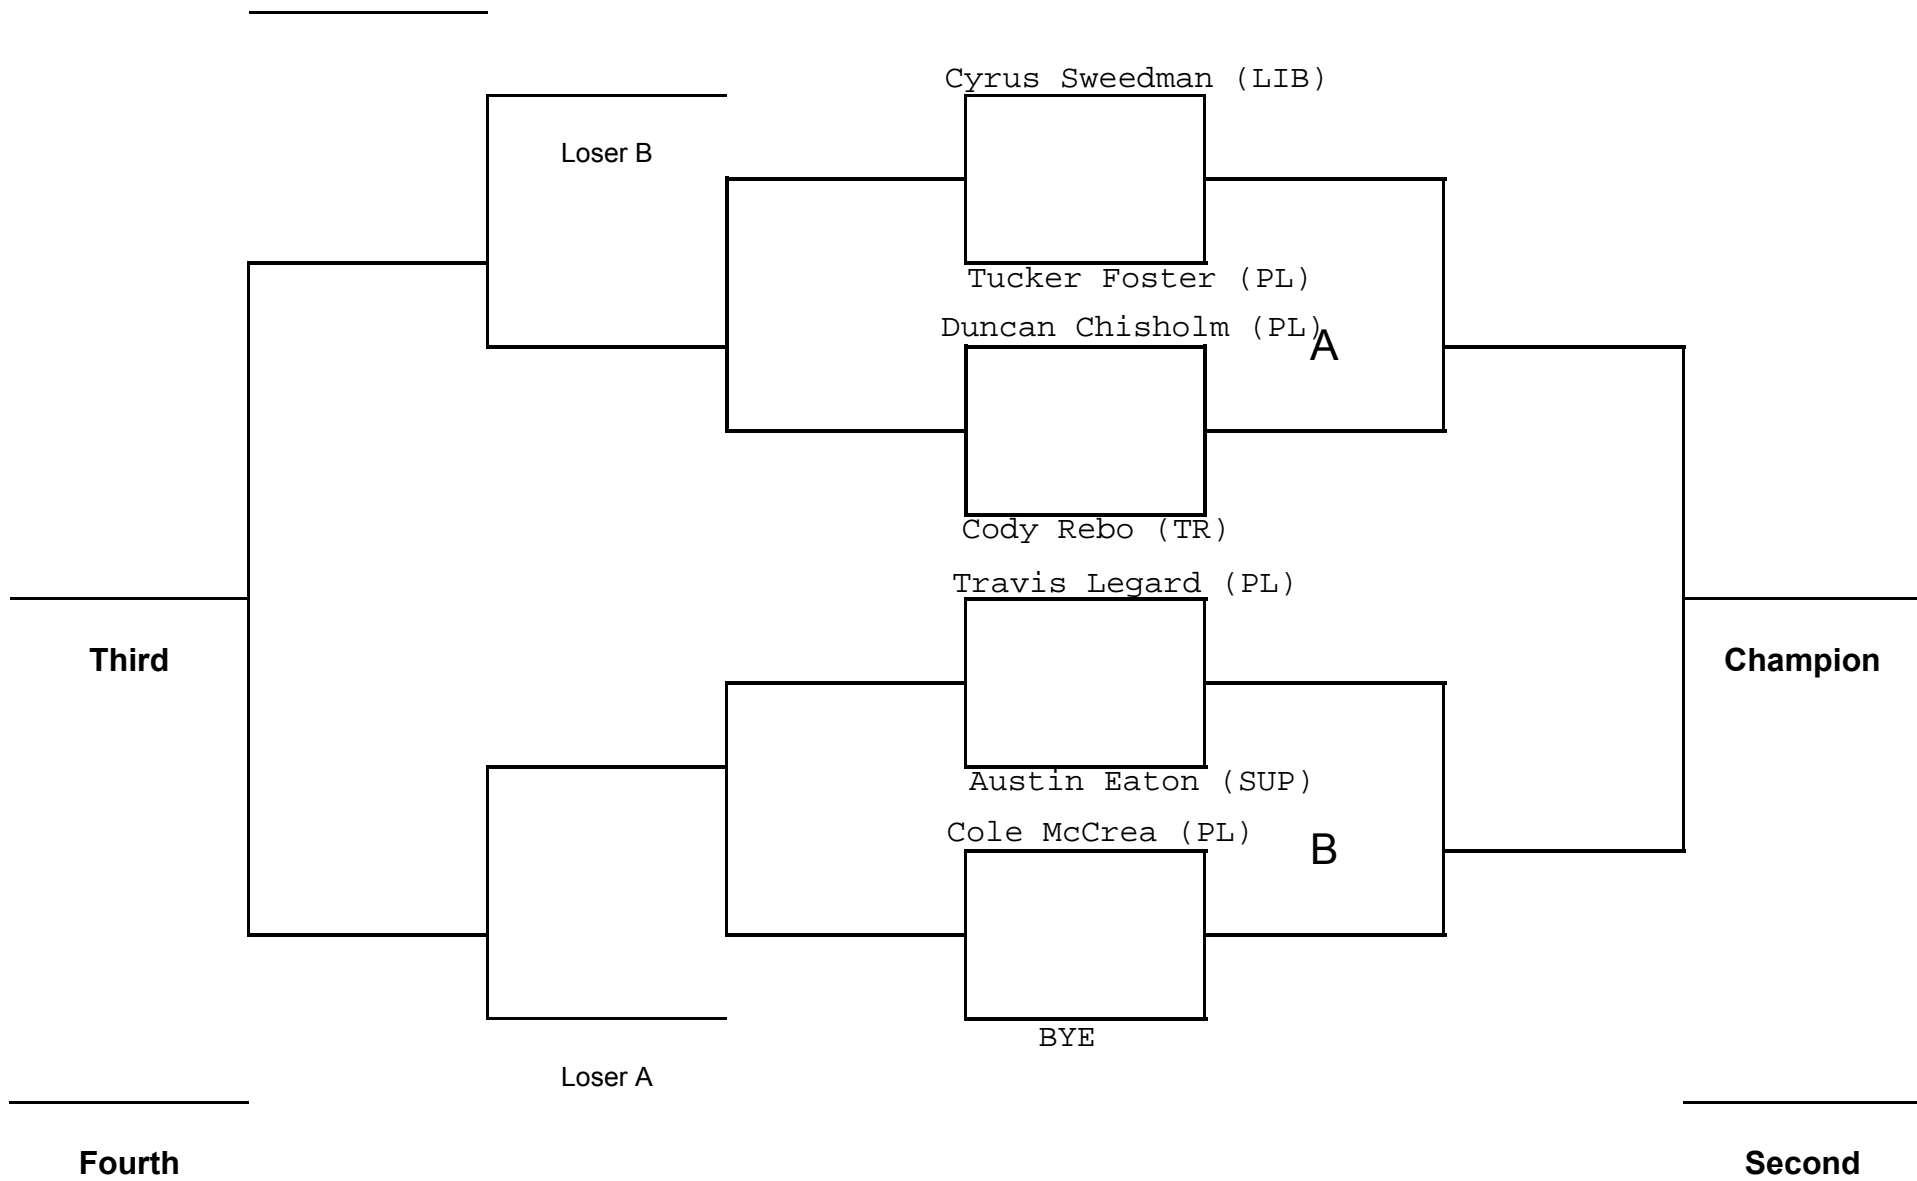 Cyrus Sweedman (LIB)
Loser B
Tucker Foster (PL)
Duncan Chisholm (PL)
A
Cody Rebo (TR)
Travis Legard (PL)
Third
Champion
Austin Eaton (SUP)
Cole McCrea (PL)
B
BYE
Loser A
Fourth
Second